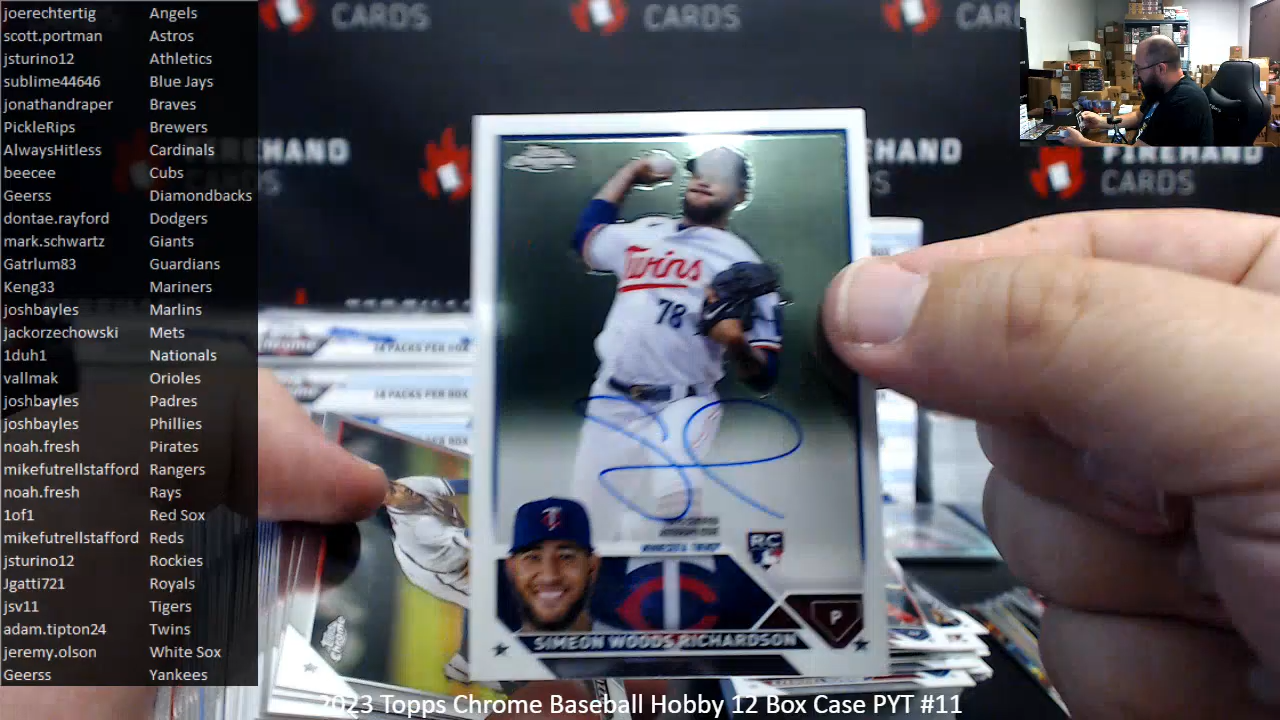 joerechtertig Angels
scott.portman Astros
jsturino12 Athletics
sublime44646 Blue Jays
jonathandraper Braves
PickleRips Brewers
AlwaysHitless Cardinals
beecee Cubs
Geerss Diamondbacks
dontae.rayford Dodgers
mark.schwartz Giants
Gatrlum83 Guardians
Keng33 Mariners
joshbayles Marlins
jackorzechowski Mets
1duh1 Nationals
vallmak Orioles
joshbayles Padres
joshbayles Phillies
noah.fresh Pirates
mikefutrellstafford Rangers
noah.fresh Rays
1of1 Red Sox
mikefutrellstafford Reds
jsturino12 Rockies
Jgatti721 Royals
jsv11 Tigers
adam.tipton24 Twins
jeremy.olson White Sox
Geerss Yankees
CARDS
CARDS
CARDS
FIREHAND
CARDS
Chrome
Twins
78
RC
SIMEON WOODS RICHARDSON
P
14 PACKS PER BOX
14 PACKS PER BOX
2023 Topps Chrome Baseball Hobby 12 Box Case PYT #11